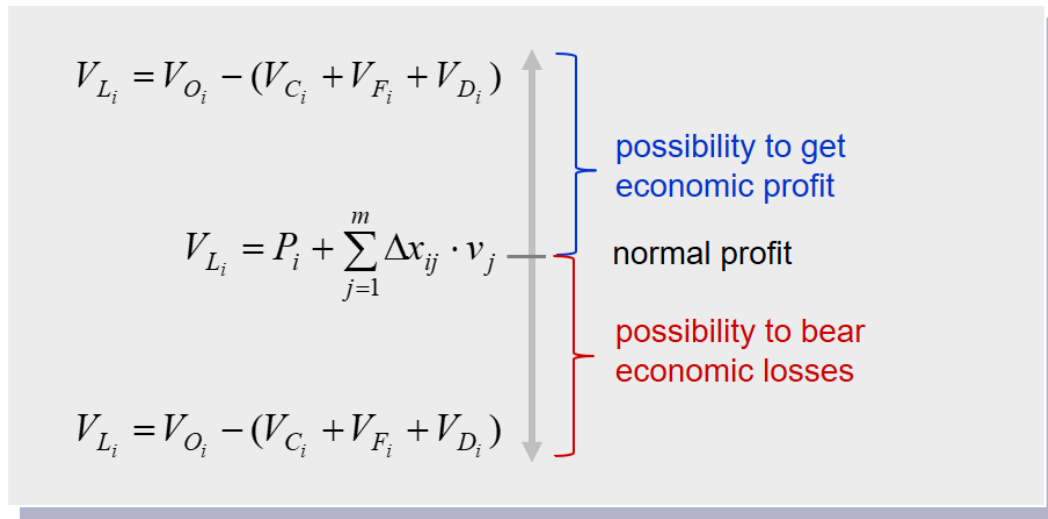 V_{L_i} = V_{O_i} − (V_{C_i} + V_{F_i} + V_{D_i})
possibility to get
economic profit
V_{L_i} = P_i + \sum_{j=1}^{m} Δx_{ij} · v_j
normal profit
possibility to bear
economic losses
V_{L_i} = V_{O_i} − (V_{C_i} + V_{F_i} + V_{D_i})